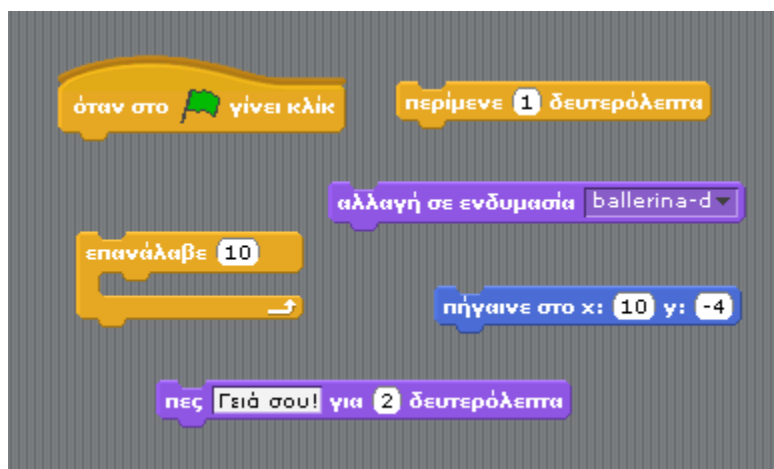 όταν στο γίνει κλίκ
περίμενε 1 δευτερόλεπτα
αλλαγή σε ενδυμασία ballerina-d
επανάλαβε 10
πήγαινε στο x: 10 y: -4
πες Γειά σου! για 2 δευτερόλεπτα